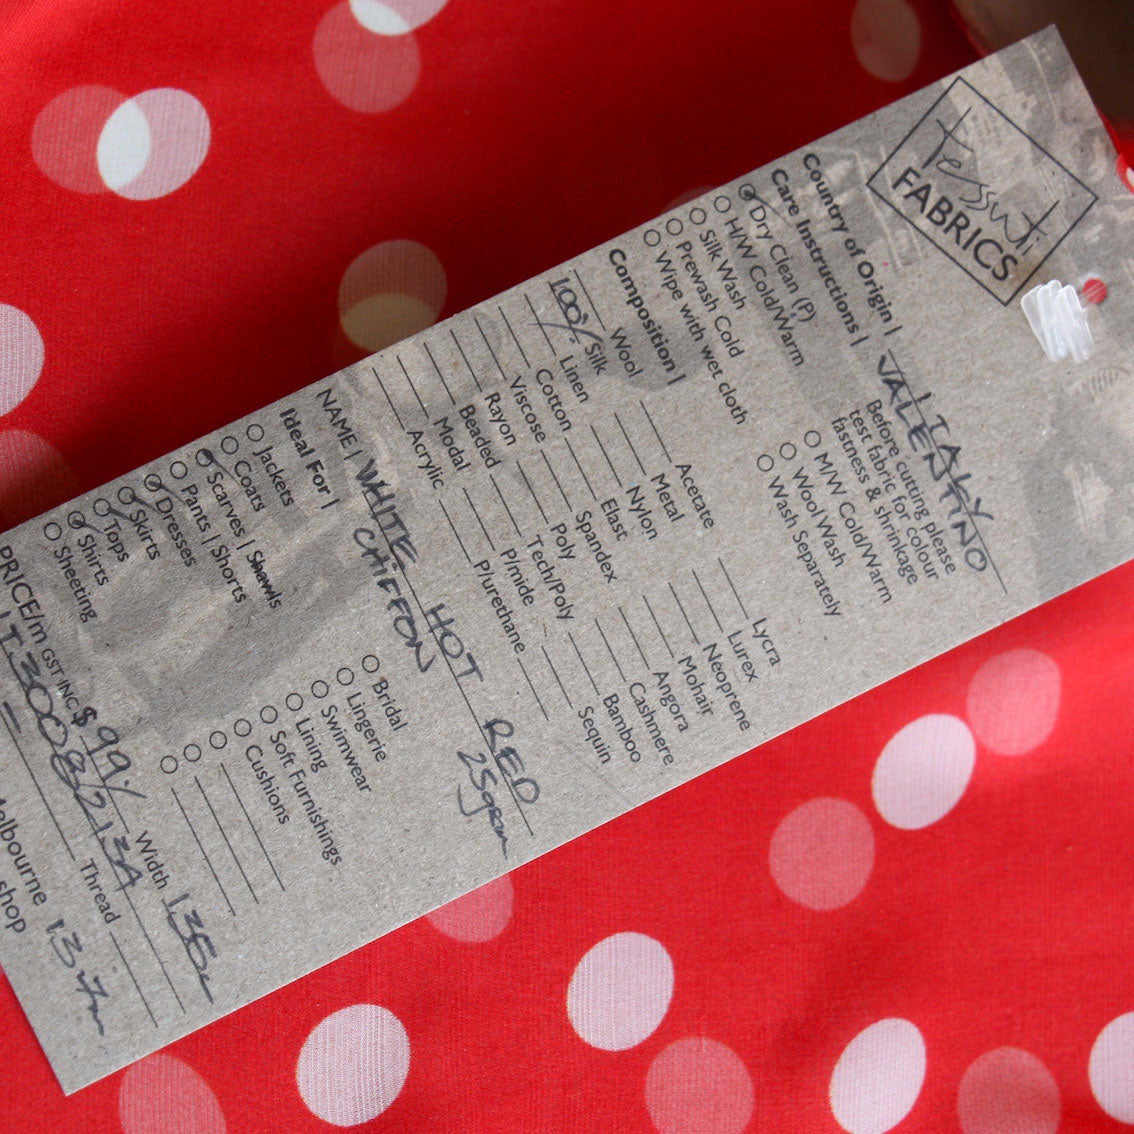 tessuti
FABRICS
Country of Origin | ITALY
VALENTINO
Care Instructions | Before cutting please
test fabric for colour
fastness & shrinkage
Dry Clean (P)
H/W Cold/Warm
M/W Cold/Warm
Silk Wash
Wool Wash
Prewash Cold
Wash Separately
Wipe with wet cloth
Composition |
Wool
Acetate
Lycra
100% Silk
Metal
Lurex
Linen
Nylon
Neoprene
Cotton
Elast
Mohair
Viscose
Spandex
Angora
Rayon
Poly
Cashmere
Beaded
Tech/Poly
Bamboo
Modal
P/mide
Sequin
Acrylic
P/urethane
NAME | WHITE HOT RED
CHIFFON 25gsm
Ideal For |
Jackets
Bridal
Coats
Lingerie
Scarves | Shawls
Swimwear
Pants | Shorts
Lining
Dresses
Soft Furnishings
Skirts
Cushions
Tops
Shirts
Sheeting
PRICE/m GST INC $99/ Width 135
Thread
elbourne 13
shop